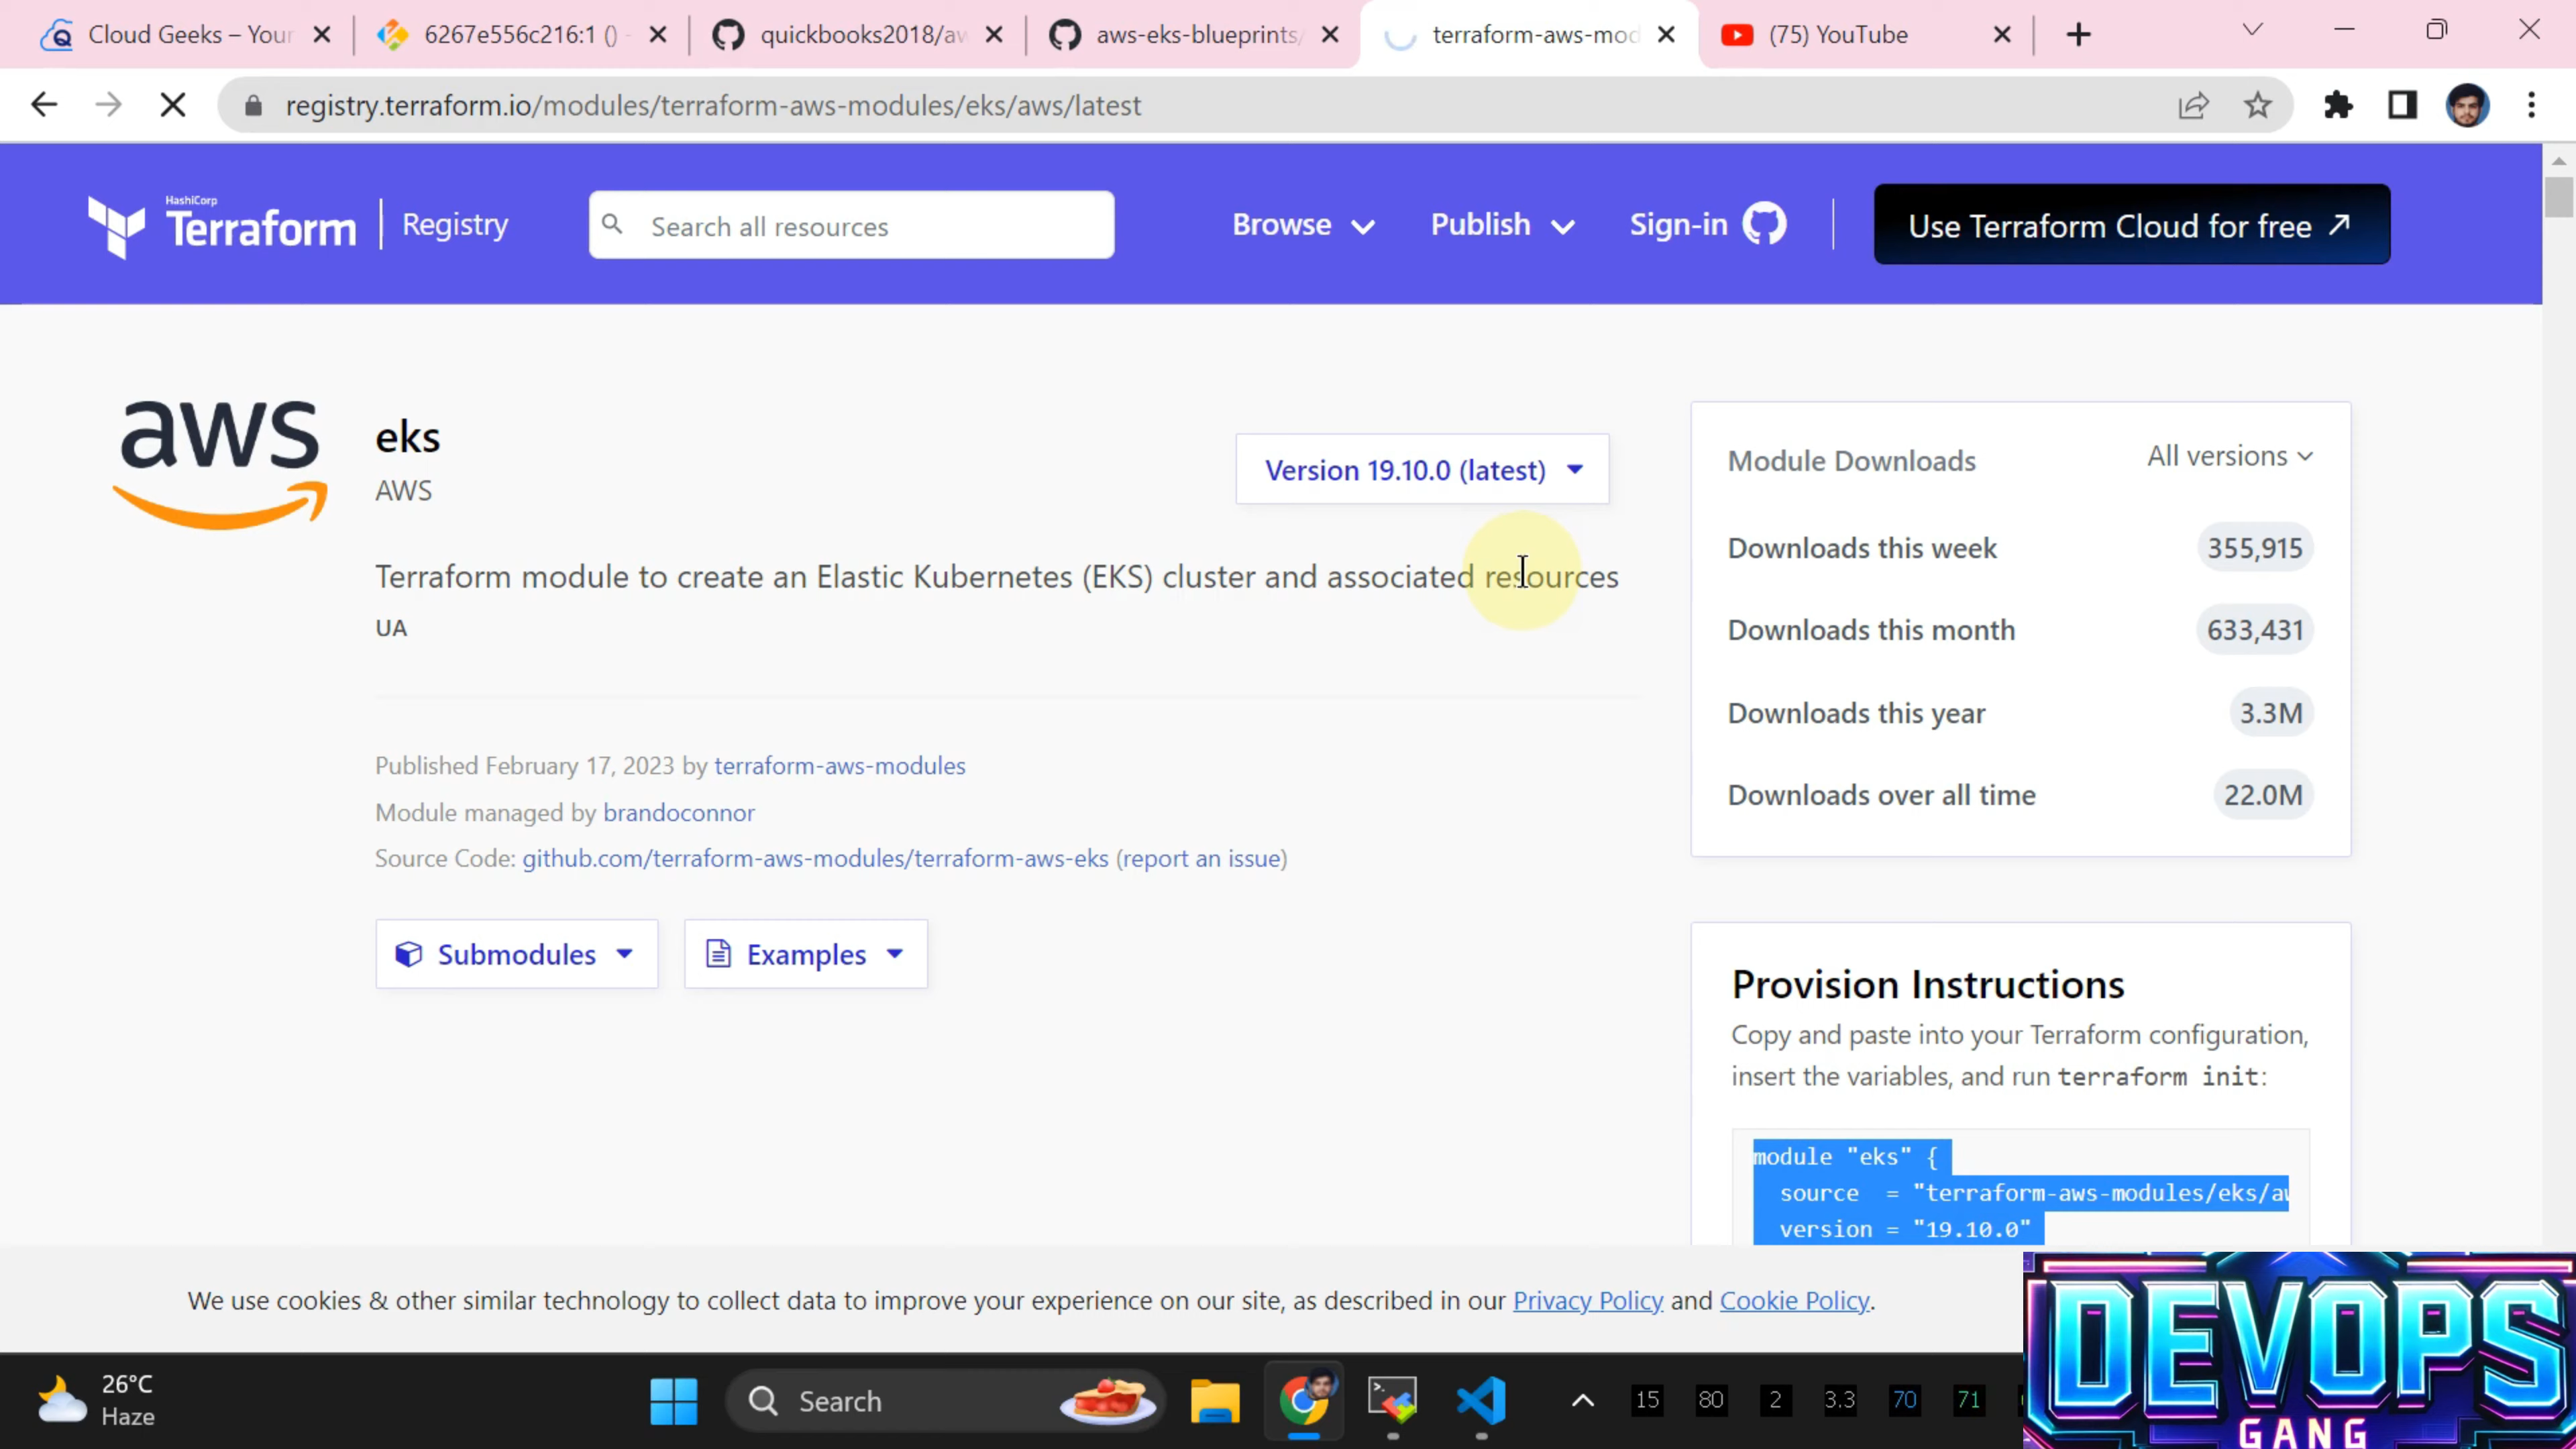 Cloud Geeks – Your
6267e556c216:1 () -
quickbooks2018/aw
aws-eks-blueprints/
terraform-aws-mod
(75) YouTube
registry.terraform.io/modules/terraform-aws-modules/eks/aws/latest
HashiCorp
Terraform
Registry
Search all resources
Browse
Publish
Sign-in
Use Terraform Cloud for free
aws
eks
AWS
Version 19.10.0 (latest)
Terraform module to create an Elastic Kubernetes (EKS) cluster and associated resources
UA
Published February 17, 2023 by terraform-aws-modules
Module managed by brandoconnor
Source Code: github.com/terraform-aws-modules/terraform-aws-eks (report an issue)
Submodules
Examples
Module Downloads
All versions
Downloads this week 355,915
Downloads this month 633,431
Downloads this year 3.3M
Downloads over all time 22.0M
Provision Instructions
Copy and paste into your Terraform configuration,
insert the variables, and run terraform init:
module "eks" {
source = "terraform-aws-modules/eks/aw
version = "19.10.0"
We use cookies & other similar technology to collect data to improve your experience on our site, as described in our Privacy Policy and Cookie Policy.
26°C
Haze
Search
15 80 2 3.3 70 71
DEVOPS
GANG